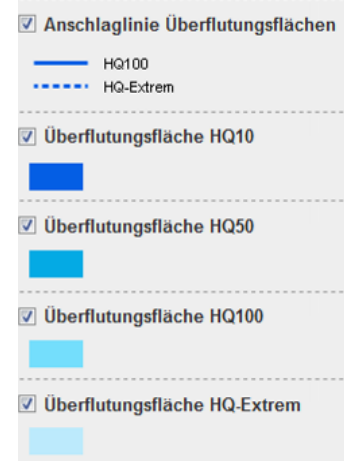 Anschlaglinie Überflutungsflächen
HQ100
HQ-Extrem
Überflutungsfläche HQ10
Überflutungsfläche HQ50
Überflutungsfläche HQ100
Überflutungsfläche HQ-Extrem